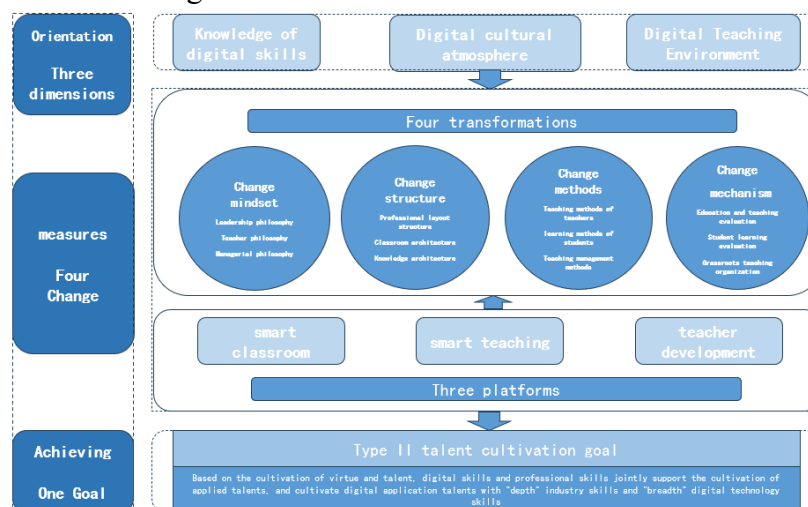 Orientation
Three
dimensions
Knowledge of
digital skills
Digital cultural
atmosphere
Digital Teaching
Environment
measures
Four
Change
Four transformations
Change
mindset
Leadership philosophy
Teacher philosophy
Managerial philosophy
Change
structure
Professional layout
structure
Classroom architecture
Knowledge architecture
Change
methods
Teaching methods of
teachers
learning methods of
students
Teaching management
methods
Change
mechanism
Education and teaching
evaluation
Student learning
evaluation
Grassroots teaching
organization
smart
classroom
smart teaching
teacher
development
Three platforms
Achieving
One Goal
Type II talent cultivation goal
Based on the cultivation of virtue and talent, digital skills and professional skills jointly support the cultivation of
applied talents, and cultivate digital application talents with "depth" industry skills and "breadth" digital technology
skills